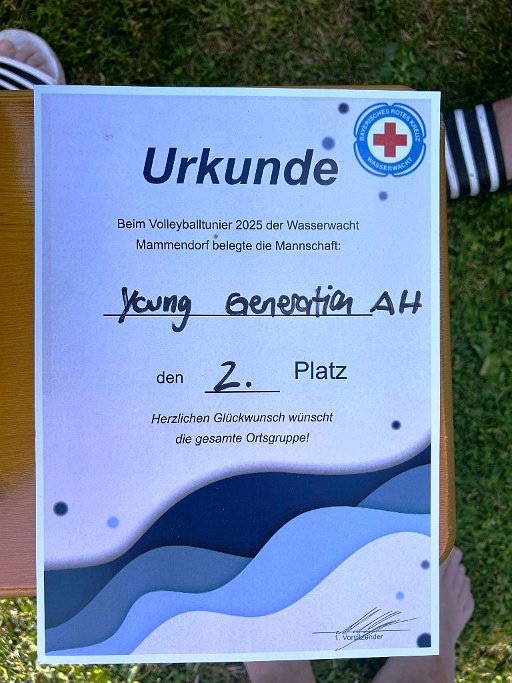 BAYERISCHES ROTES KREUZ
WASSERWACHT
Urkunde
Beim Volleyballtunier 2025 der Wasserwacht
Mammendorf belegte die Mannschaft:
Young Generation AH
den 2. Platz
Herzlichen Glückwunsch wünscht
die gesamte Ortsgruppe!
1. Vorsitzender